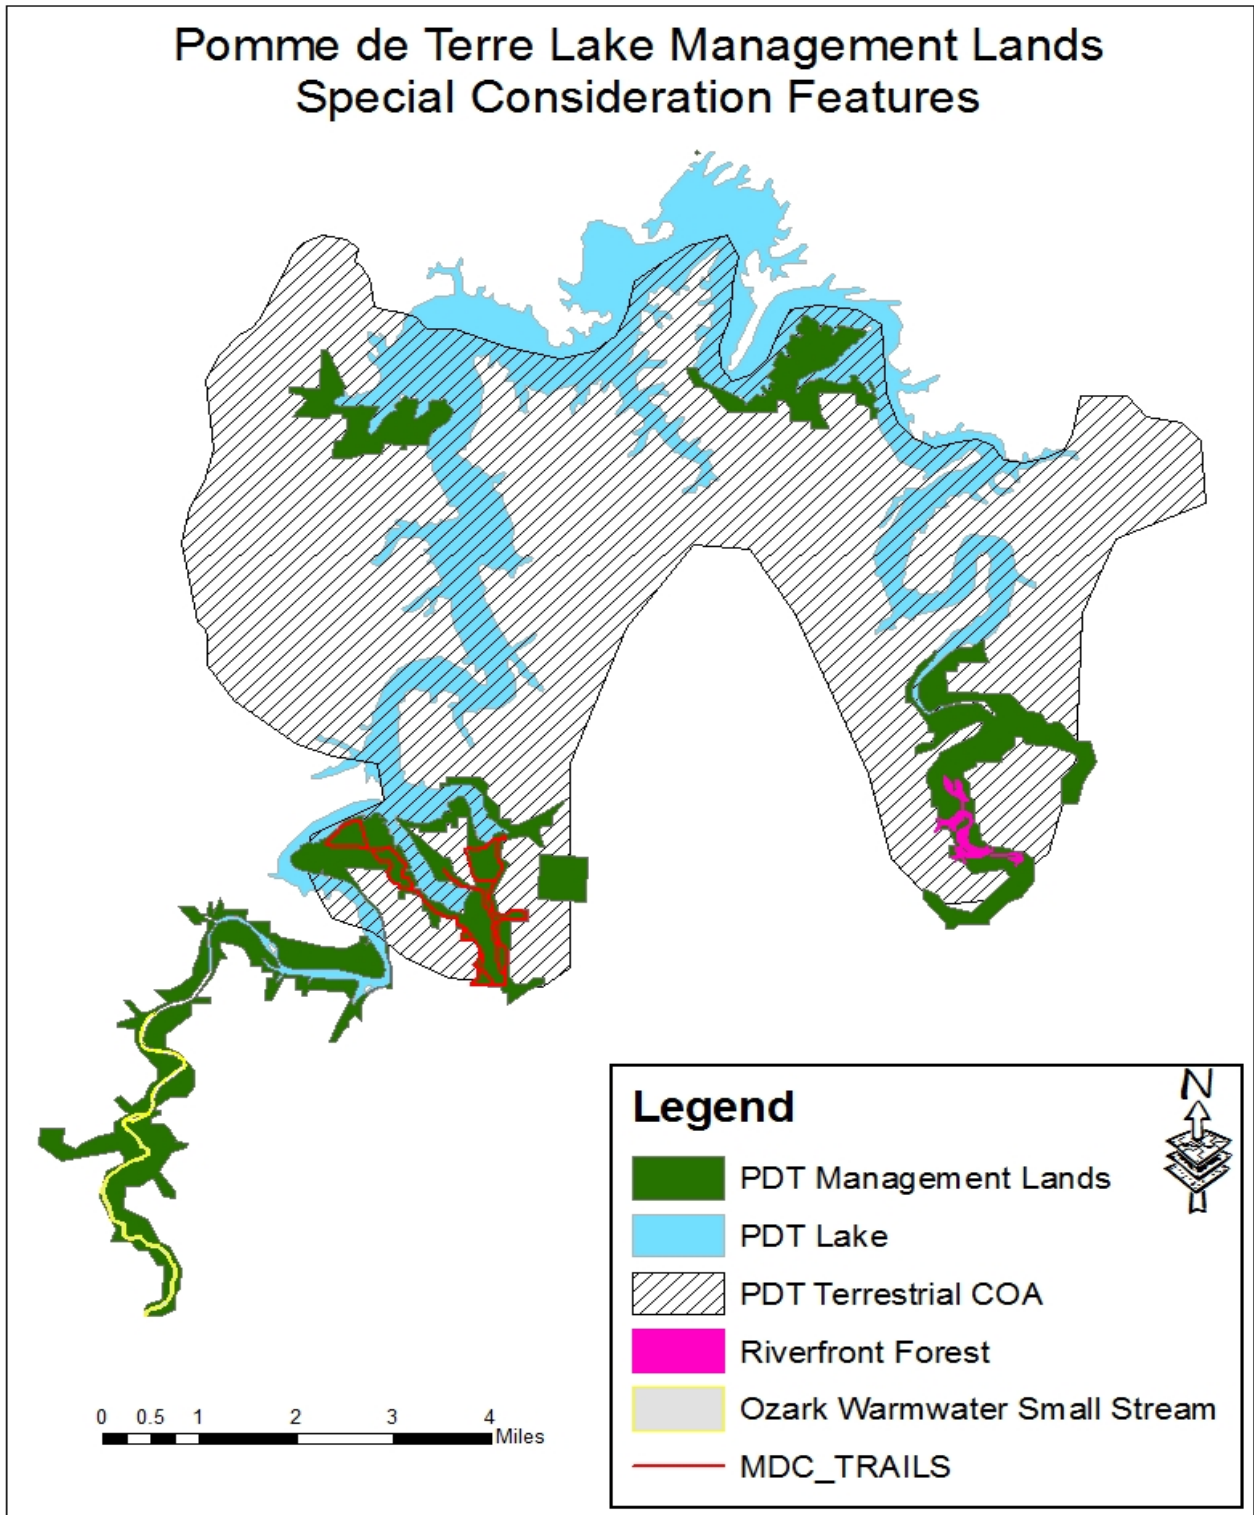 Pomme de Terre Lake Management Lands
Special Consideration Features
Legend
N
PDT Management Lands
PDT Lake
PDT Terrestrial COA
Riverfront Forest
Ozark Warmwater Small Stream
MDC_TRAILS
0 0.5 1 2 3 4
Miles